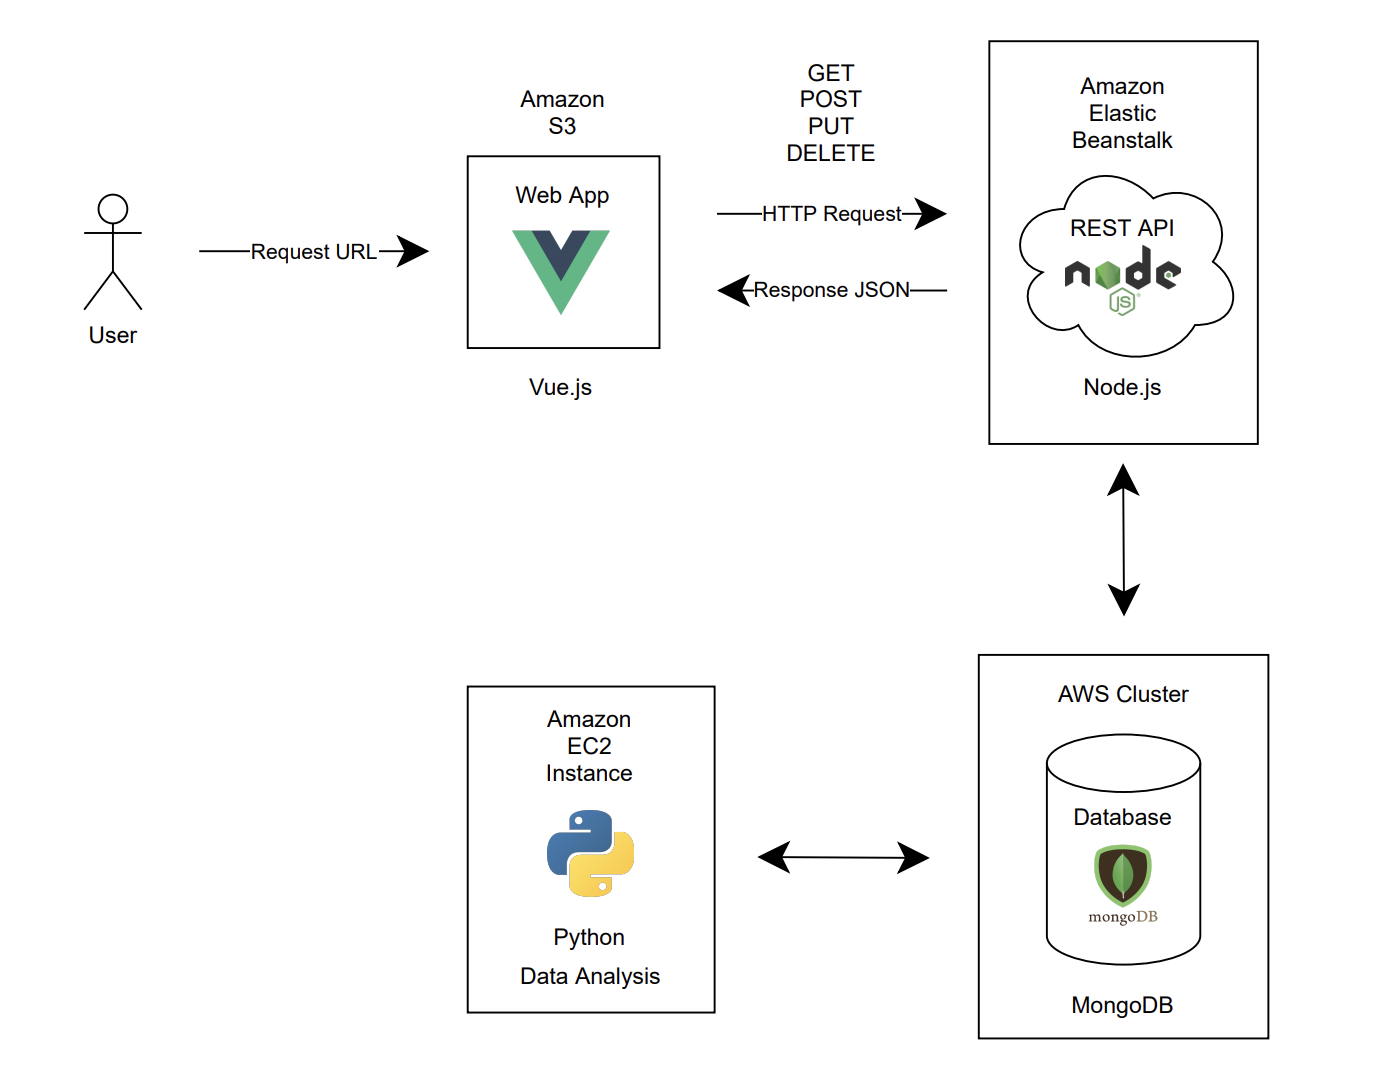 Amazon
S3
Web App
Vue.js
User
Request URL
GET
POST
PUT
DELETE
HTTP Request
Response JSON
Amazon
Elastic
Beanstalk
REST API
node
JS
Node.js
Amazon
EC2
Instance
Python
Data Analysis
AWS Cluster
Database
mongoDB
MongoDB